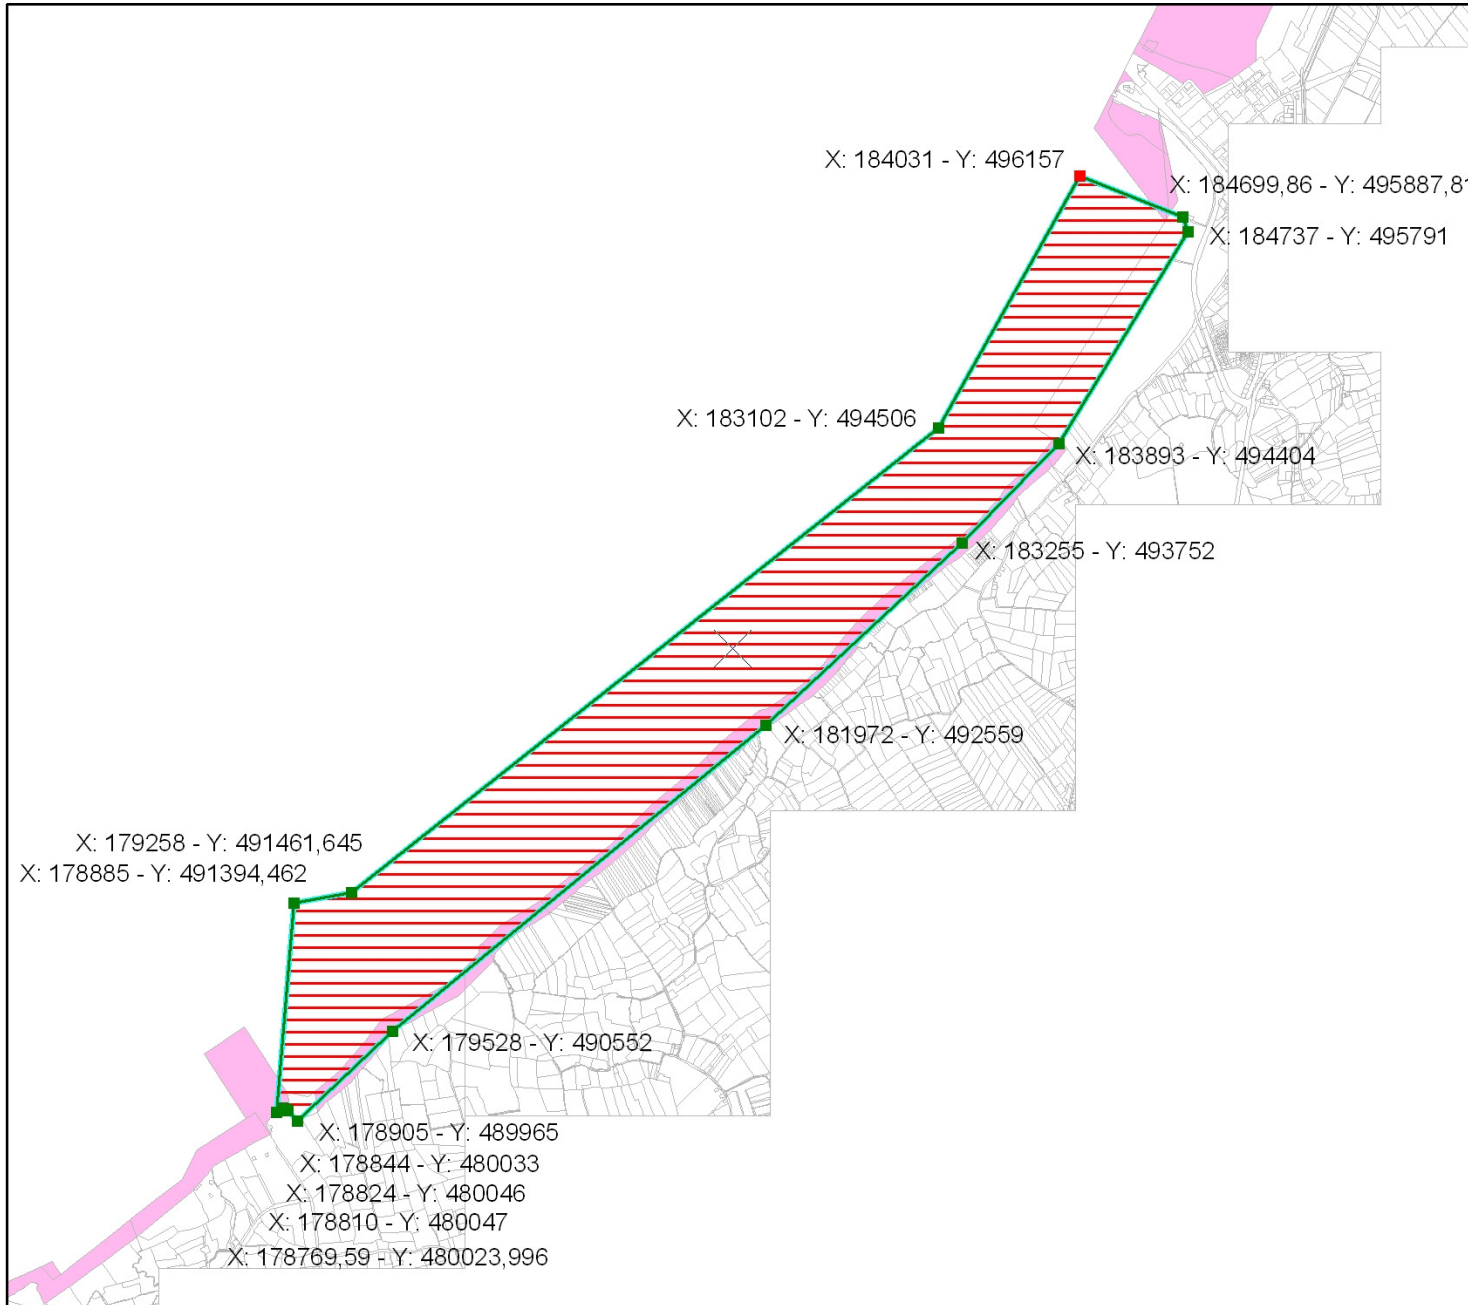 X: 184031 - Y: 496157
X: 184699,86 - Y: 495887,81
X: 184737 - Y: 495791
X: 183102 - Y: 494506
X: 183893 - Y: 494404
X: 183255 - Y: 493752
X: 181972 - Y: 492559
X: 179258 - Y: 491461,645
X: 178885 - Y: 491394,462
X: 179528 - Y: 490552
X: 178905 - Y: 489965
X: 178844 - Y: 480033
X: 178824 - Y: 480046
X: 178810 - Y: 480047
X: 178769,59 - Y: 480023,996